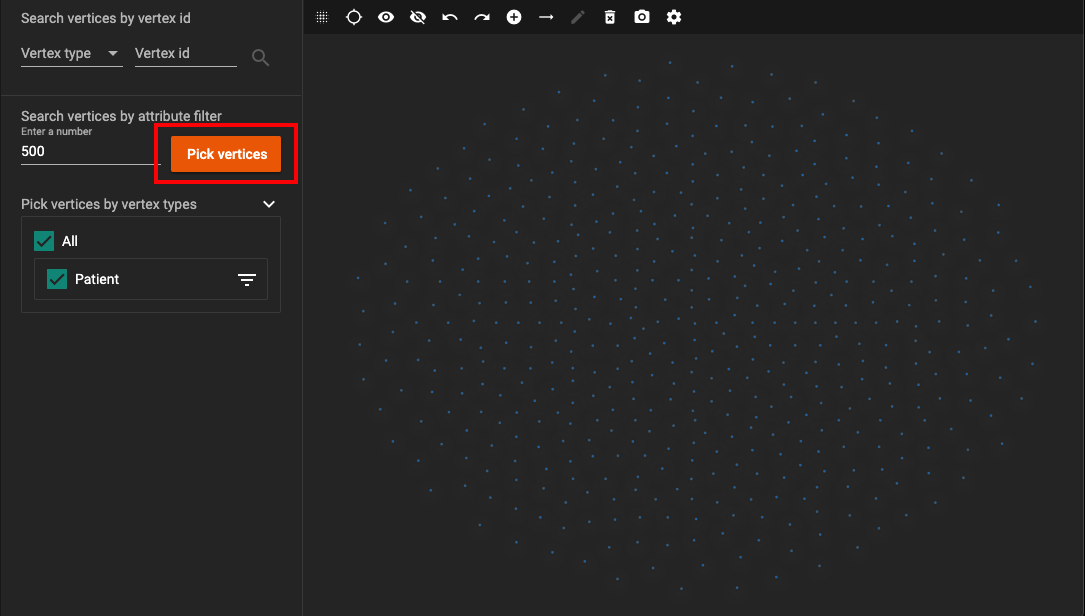 Search vertices by vertex id
Vertex type Vertex id
Search vertices by attribute filter
Enter a number
500
Pick vertices
Pick vertices by vertex types
All
Patient